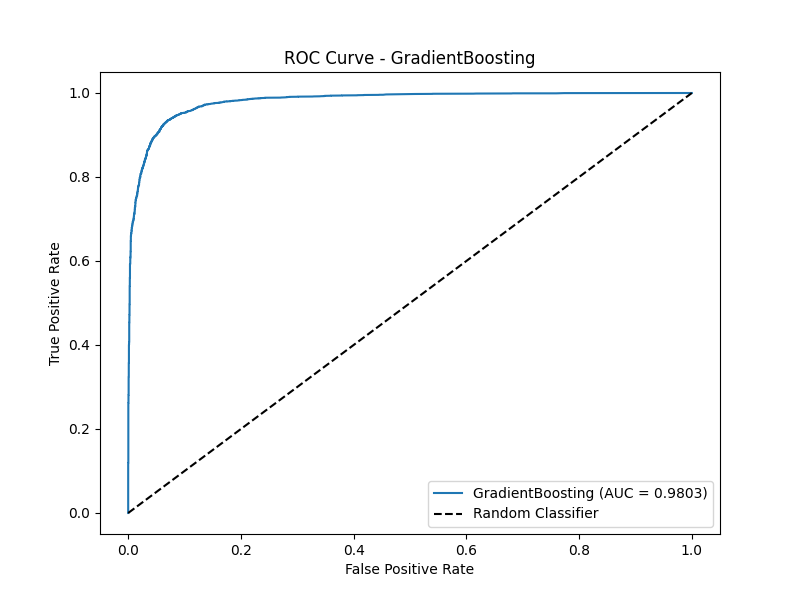 ROC Curve - GradientBoosting
True Positive Rate
1.0
0.8
0.6
0.4
0.2
0.0
GradientBoosting (AUC = 0.9803)
Random Classifier
0.0 0.2 0.4 0.6 0.8 1.0
False Positive Rate